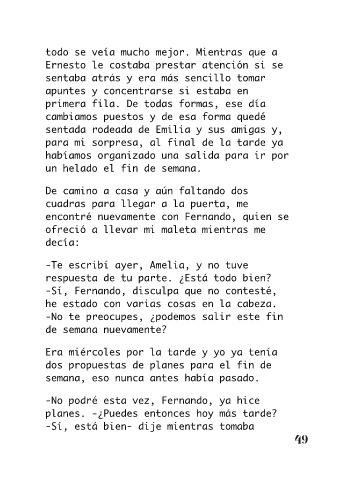 todo se veía mucho mejor. Mientras que a
Ernesto le costaba prestar atención si se
sentaba atrás y era más sencillo tomar
apuntes y concentrarse si estaba en
primera fila. De todas formas, ese día
cambiamos puestos y de esa forma quedé
sentada rodeada de Emilia y sus amigas y,
para mi sorpresa, al final de la tarde ya
habíamos organizado una salida para ir por
un helado el fin de semana.
De camino a casa y aún faltando dos
cuadras para llegar a la puerta, me
encontré nuevamente con Fernando, quien se
ofreció a llevar mi maleta mientras me
decía:
-Te escribí ayer, Amelia, y no tuve
respuesta de tu parte. ¿Está todo bien?
-Sí, Fernando, disculpa que no contesté,
he estado con varias cosas en la cabeza.
-No te preocupes, ¿podemos salir este fin
de semana nuevamente?
Era miércoles por la tarde y yo ya tenía
dos propuestas de planes para el fin de
semana, eso nunca antes había pasado.
-No podré esta vez, Fernando, ya hice
planes. -¿Puedes entonces hoy más tarde?
-Sí, está bien- dije mientras tomaba
49